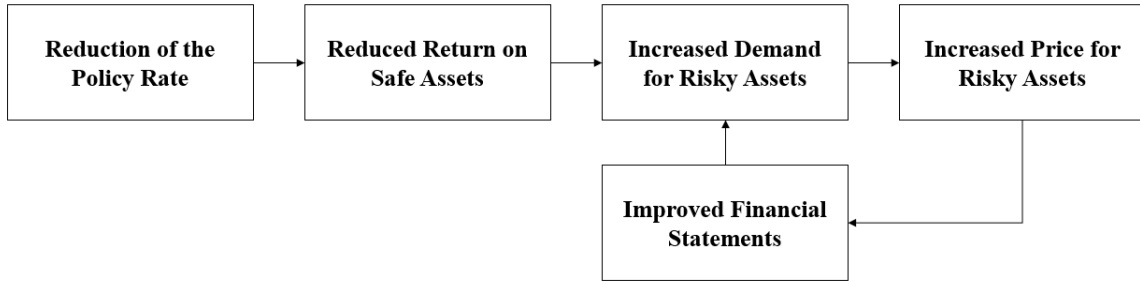 Reduction of the
Policy Rate
Reduced Return on
Safe Assets
Increased Demand
for Risky Assets
Increased Price for
Risky Assets
Improved Financial
Statements